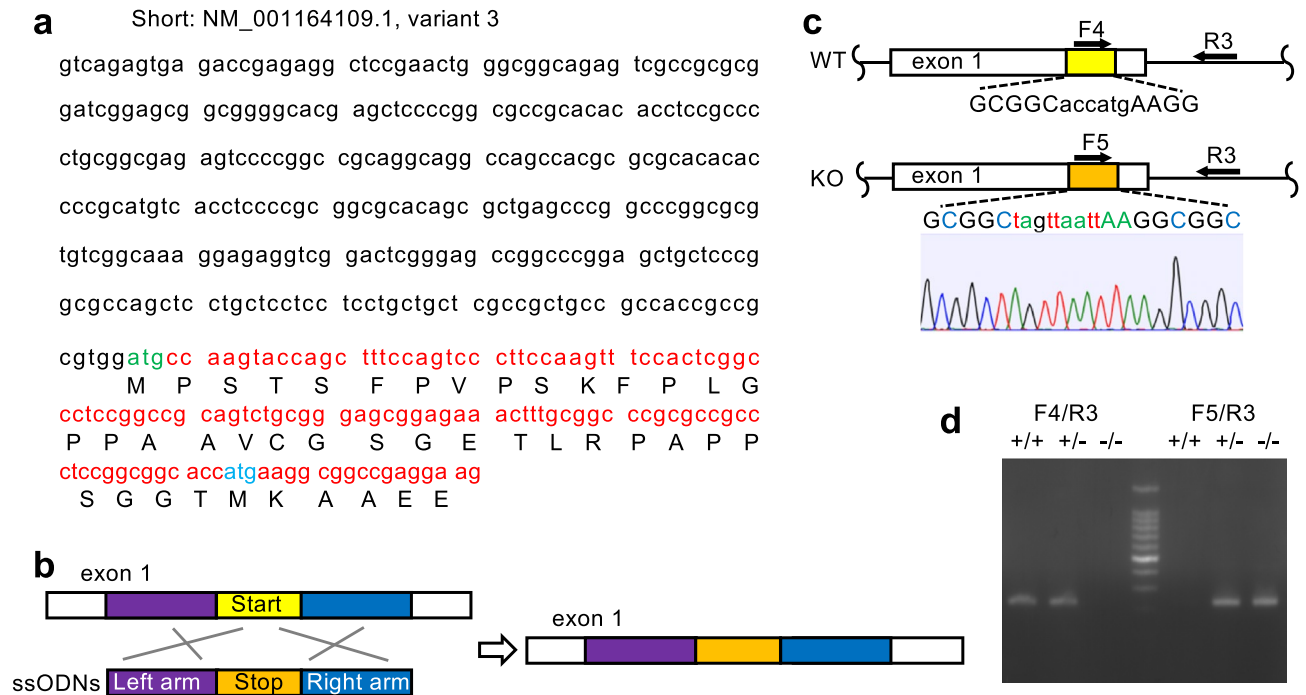 a
Short: NM_001164109.1, variant 3
gtcagagtga gaccgagagg ctccgaactg gggcggcagag tcgccgcgcg
gatcggagcg gcggggcacg agctccccgg cgccgcacac acctccgccc
ctgcggcgag agtccccggc cgcaggcagg ccagccacgc gcgcacacac
cccgcatgtc acctccccgc ggcgcacagc gctgagcccg gcccggcgcg
tgtcggcaaa ggagaggtcg gactcgggag ccggcccgga gctgctcccg
gcgccagctc ctgctcctcc tcctgctgct cgccgctgcc gccaccgccg
cgtggatgcc aagtaccagc tttccagtcc cttccaagtt tccactcggc
M P S T S F P V P S K F P L G
cctccggccg cagtctgcgg gagcggagaa actttgcggc ccgcgccgcc
P P A A V C G S G E T L R P A P P
ctccggcggc accatgaagg cggccgagga ag
S G G T M K A A E E
b
exon 1
Start
ssODNs Left arm Stop Right arm
exon 1
c
F4
R3
WT exon 1
GCGGCaccatgAAGG
F5
R3
KO exon 1
GCGGCtagttaattAAGGCGGC
d
F4/R3 F5/R3
+/+ +/- -/- +/+ +/- -/-